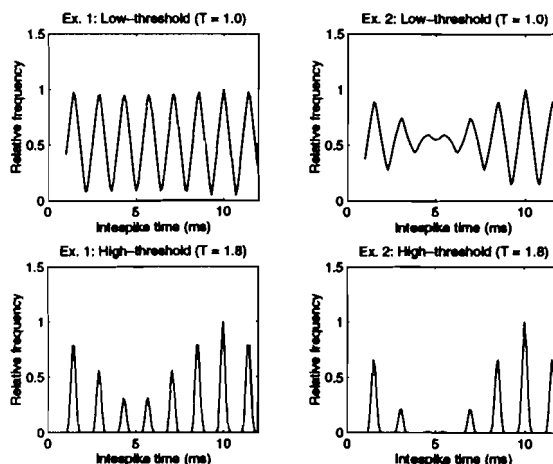 Ex. 1: Low–threshold (T = 1.0)
1.5
1
0.5
0
Relative frequency
0 5 10
Intespike time (ms)
Ex. 2: Low–threshold (T = 1.0)
1.5
1
0.5
0
Relative frequency
0 5 10
Intespike time (ms)
Ex. 1: High–threshold (T = 1.8)
1.5
1
0.5
0
Relative frequency
0 5 10
Intespike time (ms)
Ex. 2: High–threshold (T = 1.8)
1.5
1
0.5
0
Relative frequency
0 5 10
Intespike time (ms)